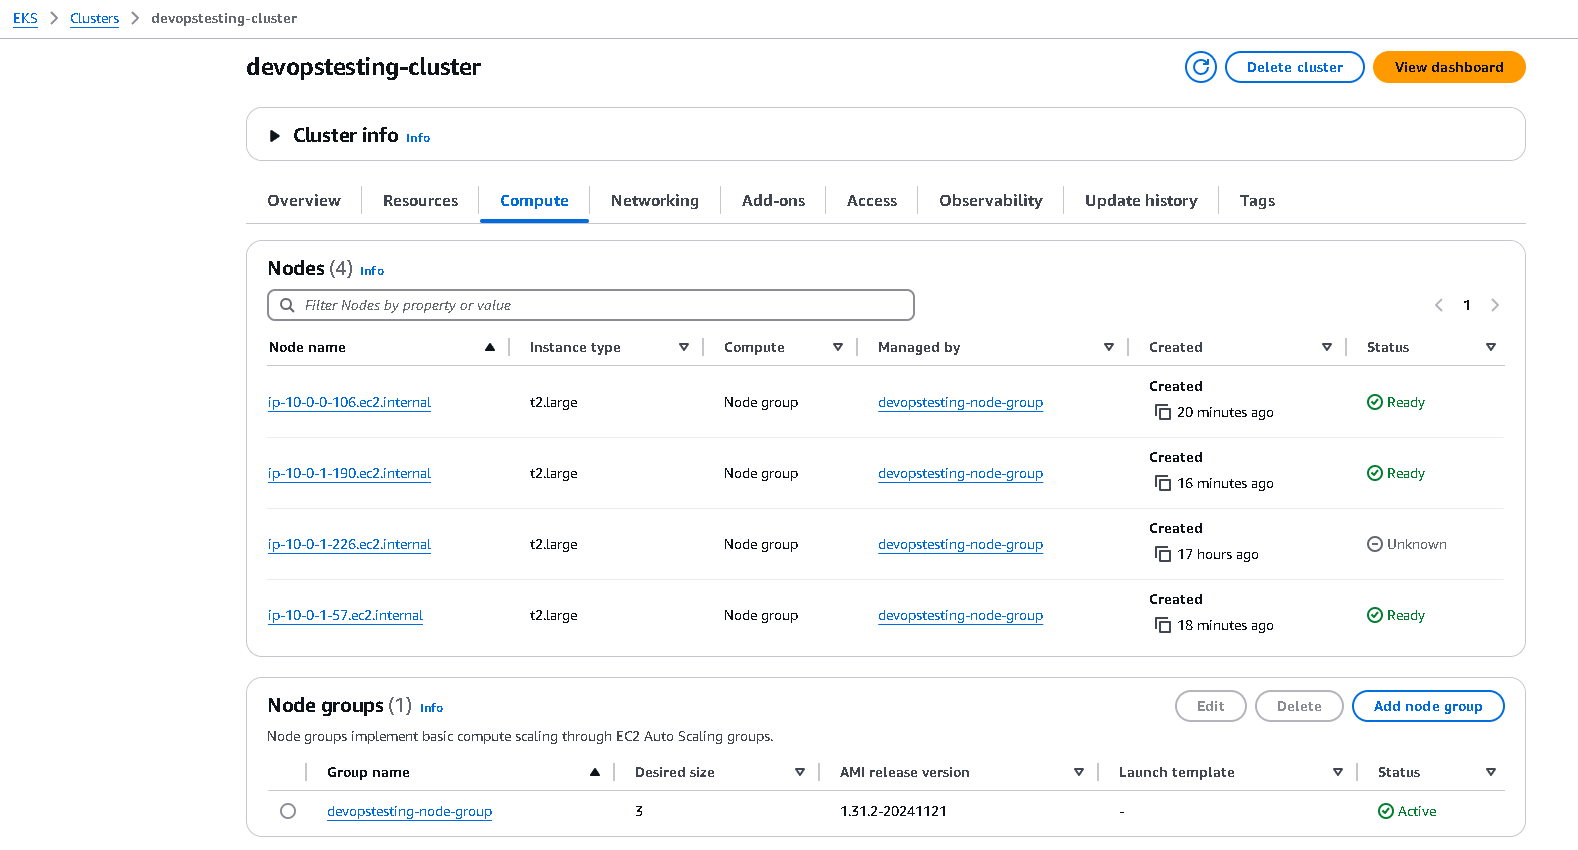 EKS > Clusters > devopstesting-cluster
devopstesting-cluster
Delete cluster
View dashboard
Cluster info Info
Overview Resources Compute Networking Add-ons Access Observability Update history Tags
Nodes (4) Info
Filter Nodes by property or value
1
Node name Instance type Compute Managed by Created Status
Created
ip-10-0-0-106.ec2.internal t2.large Node group devopstesting-node-group 20 minutes ago Ready
Created
ip-10-0-1-190.ec2.internal t2.large Node group devopstesting-node-group 16 minutes ago Ready
Created
ip-10-0-1-226.ec2.internal t2.large Node group devopstesting-node-group 17 hours ago Unknown
Created
ip-10-0-1-57.ec2.internal t2.large Node group devopstesting-node-group 18 minutes ago Ready
Node groups (1) Info
Edit Delete Add node group
Node groups implement basic compute scaling through EC2 Auto Scaling groups.
Group name Desired size AMI release version Launch template Status
devopstesting-node-group 3 1.31.2-20241121 - Active